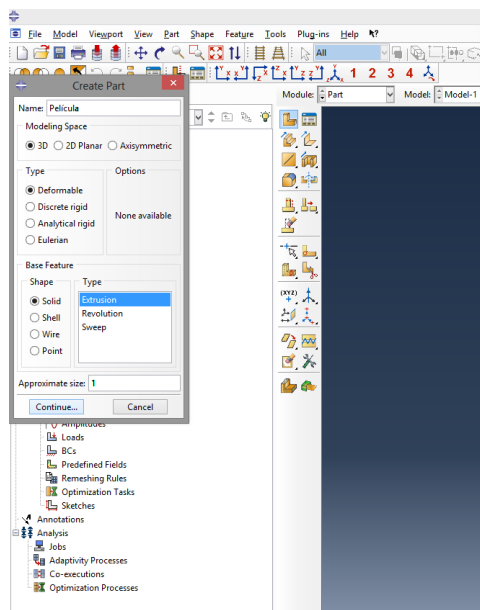 File Model Viewport View Part Shape Feature Tools Plug-ins Help
All
1 2 3 4
Create Part
Module: Part Model: Model-1
Name: Película
Modeling Space
3D 2D Planar Axisymmetric
Type Options
Deformable
Discrete rigid
None available
Analytical rigid
Eulerian
Base Feature
Shape Type
Solid Extrusion
Shell Revolution
Wire Sweep
Point
Approximate size: 1
Continue... Cancel
(XYZ)
Amplitudes
Loads
BCs
Predefined Fields
Remeshing Rules
Optimization Tasks
Sketches
Annotations
Analysis
Jobs
Adaptivity Processes
Co-executions
Optimization Processes